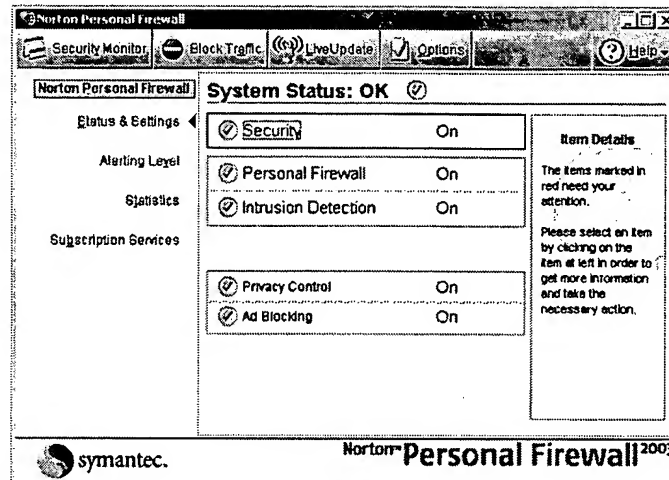 Norton Personal Firewall
Security Monitor Block Traffic LiveUpdate Options Help
Norton Personal Firewall
Status & Settings
Alerting Level
Statistics
Subscription Services
System Status: OK
Security On
Personal Firewall On
Intrusion Detection On
Privacy Control On
Ad Blocking On
Item Details
The items marked in
red need your
attention.
Please select an item
by clicking on the
item at left in order to
get more information
and take the
necessary action.
symantec.
Norton™ Personal Firewall 2003